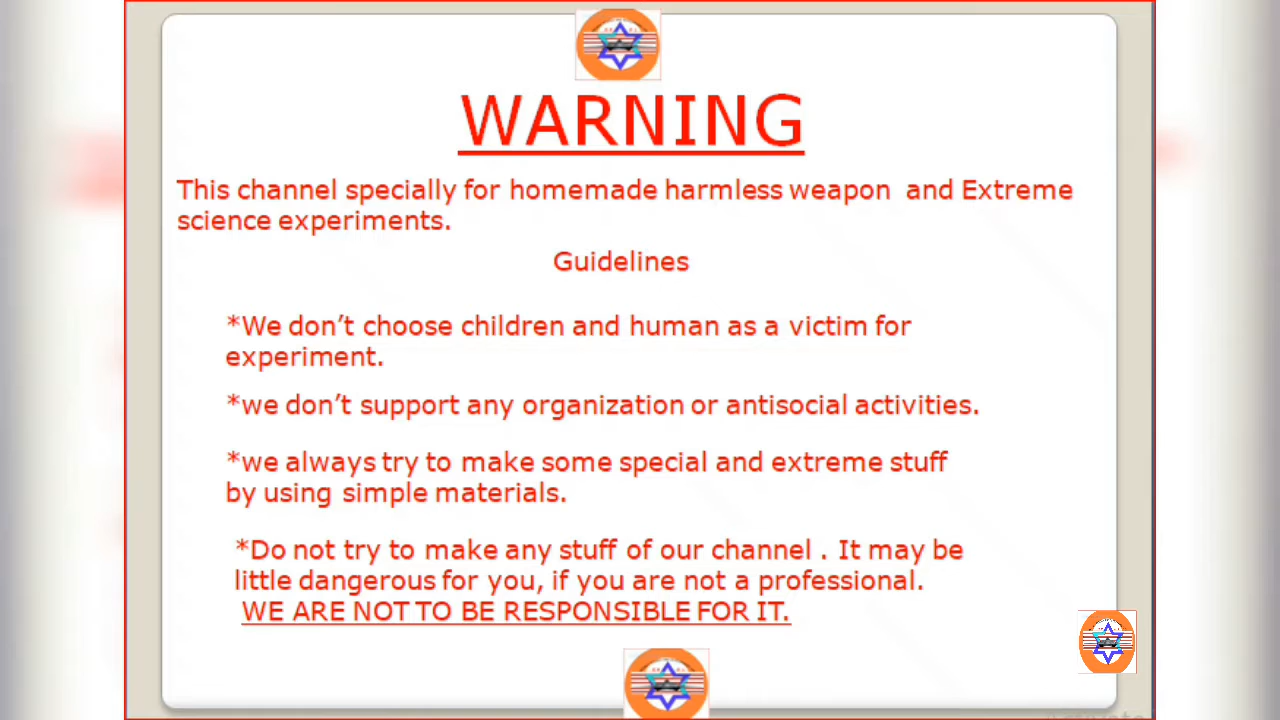 WARNING
This channel specially for homemade harmless weapon and Extreme
science experiments.
Guidelines
*We don't choose children and human as a victim for
experiment.
*we don't support any organization or antisocial activities.
*we always try to make some special and extreme stuff
by using simple materials.
*Do not try to make any stuff of our channel . It may be
little dangerous for you, if you are not a professional.
WE ARE NOT TO BE RESPONSIBLE FOR IT.